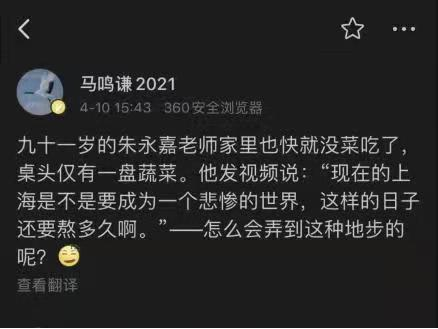 马鸣谦2021
4-10 15:43 360安全浏览器
九十一岁的朱永嘉老师家里也快就没菜吃了，
桌头仅有一盘蔬菜。他发视频说：“现在的上
海是不是要成为一个悲惨的世界，这样的日子
还要熬多久啊。”——怎么会弄到这种地步的
呢？
查看翻译